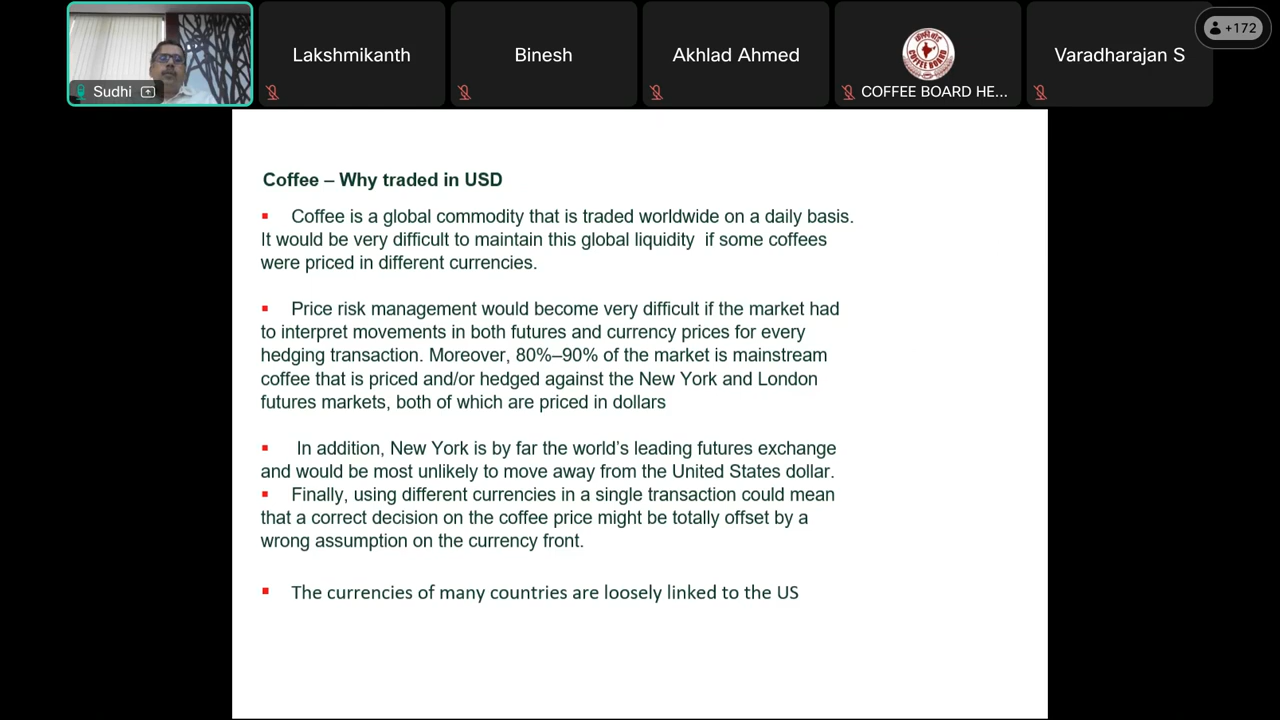 Sudhi
Lakshmikanth
Binesh
Akhlad Ahmed
COFFEE BOARD
COFFEE BOARD HE...
Varadharajan S
+172
Coffee – Why traded in USD
▪ Coffee is a global commodity that is traded worldwide on a daily basis.
It would be very difficult to maintain this global liquidity if some coffees
were priced in different currencies.
▪ Price risk management would become very difficult if the market had
to interpret movements in both futures and currency prices for every
hedging transaction. Moreover, 80%–90% of the market is mainstream
coffee that is priced and/or hedged against the New York and London
futures markets, both of which are priced in dollars
▪ In addition, New York is by far the world’s leading futures exchange
and would be most unlikely to move away from the United States dollar.
▪ Finally, using different currencies in a single transaction could mean
that a correct decision on the coffee price might be totally offset by a
wrong assumption on the currency front.
▪ The currencies of many countries are loosely linked to the US